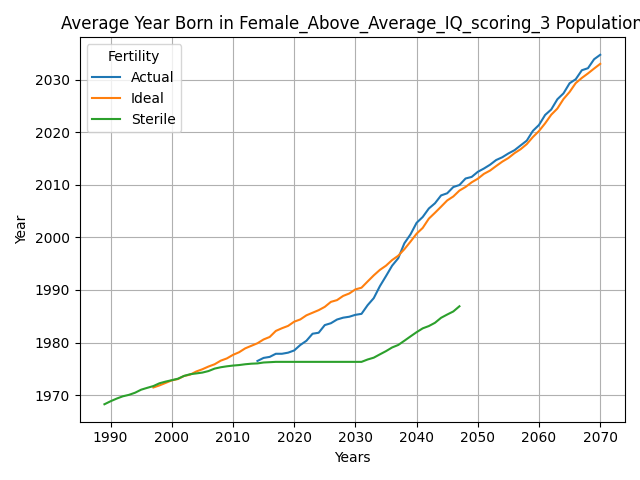 Average Year Born in Female_Above_Average_IQ_scoring_3 Population
Fertility
Actual
Ideal
Sterile
Year
2030
2020
2010
2000
1990
1980
1970
1990 2000 2010 2020 2030 2040 2050 2060 2070
Years